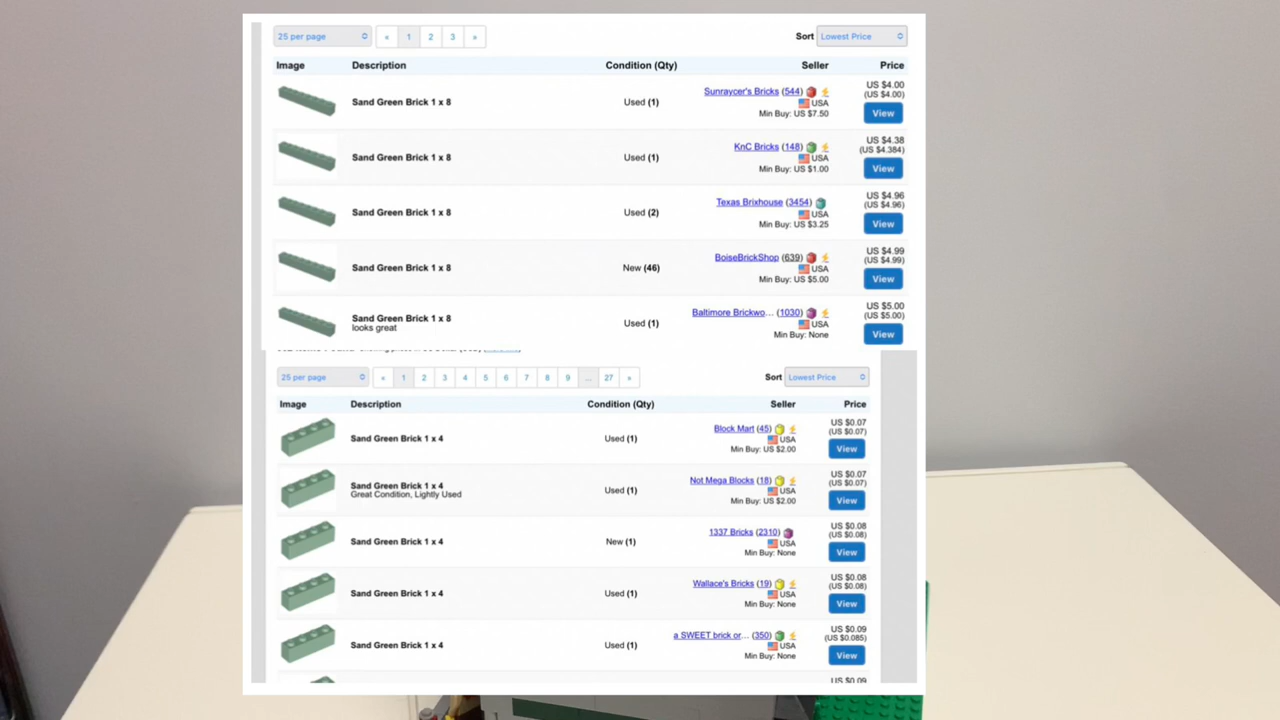 25 per page « 1 2 3 » Sort Lowest Price
Image Description Condition (Qty) Seller Price
Sand Green Brick 1 x 8 Used (1) Sunraycer's Bricks (544) USA Min Buy: US $7.50 US $4.00 (US $4.00) View
Sand Green Brick 1 x 8 Used (1) KnC Bricks (148) USA Min Buy: US $1.00 US $4.38 (US $4.384) View
Sand Green Brick 1 x 8 Used (2) Texas Brixhouse (3454) USA Min Buy: US $3.25 US $4.96 (US $4.96) View
Sand Green Brick 1 x 8 New (46) BoiseBrickShop (639) USA Min Buy: US $5.00 US $4.99 (US $4.99) View
Sand Green Brick 1 x 8 looks great Used (1) Baltimore Brickwo... (1030) USA Min Buy: None US $5.00 (US $5.00) View
25 per page « 1 2 3 4 5 6 7 8 9 ... 27 » Sort Lowest Price
Image Description Condition (Qty) Seller Price
Sand Green Brick 1 x 4 Used (1) Block Mart (45) USA Min Buy: US $2.00 US $0.07 (US $0.07) View
Sand Green Brick 1 x 4 Great Condition, Lightly Used Used (1) Not Mega Blocks (18) USA Min Buy: US $2.00 US $0.07 (US $0.07) View
Sand Green Brick 1 x 4 New (1) 1337 Bricks (2310) USA Min Buy: None US $0.08 (US $0.08) View
Sand Green Brick 1 x 4 Used (1) Wallace's Bricks (19) USA Min Buy: None US $0.08 (US $0.08) View
Sand Green Brick 1 x 4 Used (1) a SWEET brick or... (350) USA Min Buy: None US $0.09 (US $0.085) View
US $0.09